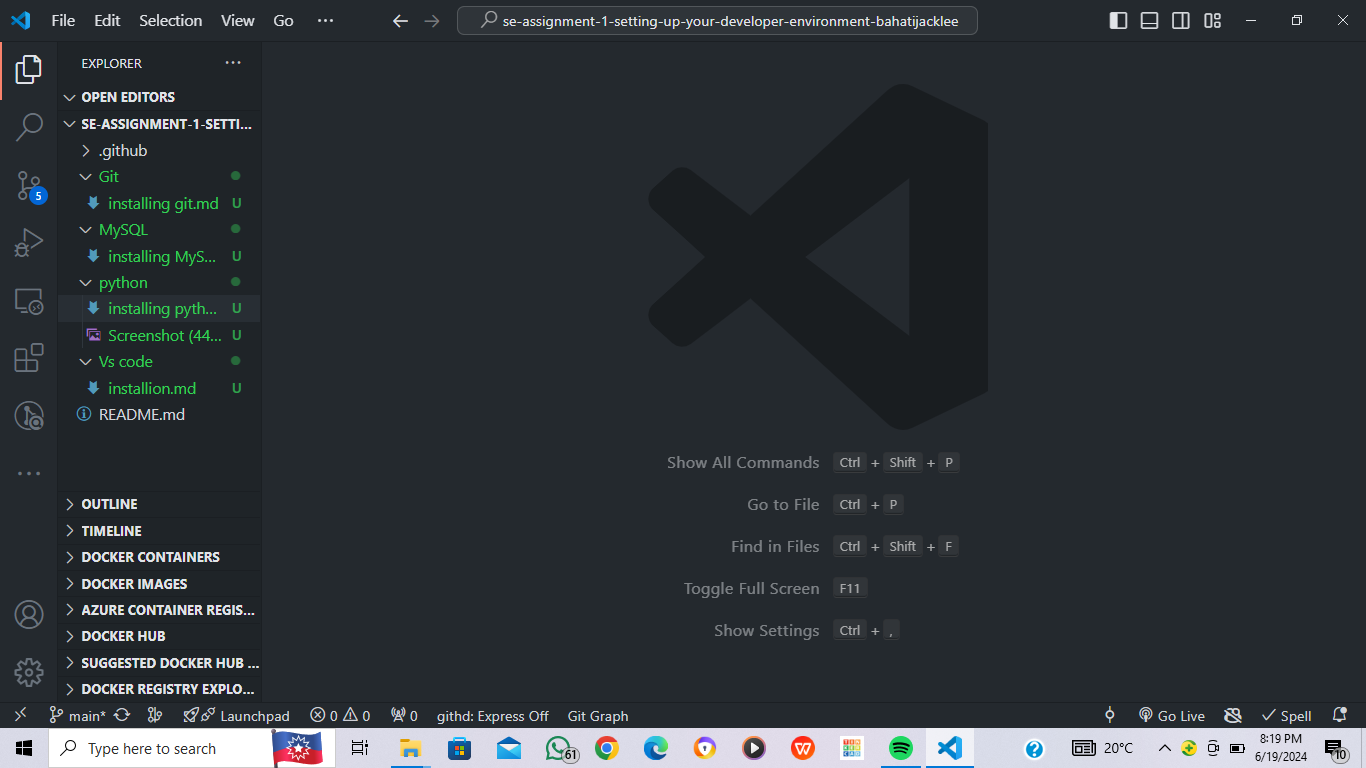 File Edit Selection View Go ···
se-assignment-1-setting-up-your-developer-environment-bahatijacklee
EXPLORER
OPEN EDITORS
SE-ASSIGNMENT-1-SETTI...
.github
Git
installing git.md U
5
MySQL
installing MyS... U
python
installing pyth... U
Screenshot (44... U
Vs code
installion.md U
README.md
Show All Commands Ctrl + Shift + P
Go to File Ctrl + P
Find in Files Ctrl + Shift + F
Toggle Full Screen F11
Show Settings Ctrl + ,
OUTLINE
TIMELINE
DOCKER CONTAINERS
DOCKER IMAGES
AZURE CONTAINER REGIS...
DOCKER HUB
SUGGESTED DOCKER HUB ...
DOCKER REGISTRY EXPLO...
main* Launchpad 0 0 0 githd: Express Off Git Graph Go Live Spell
Type here to search 61 20°C 8:19 PM
6/19/2024 10